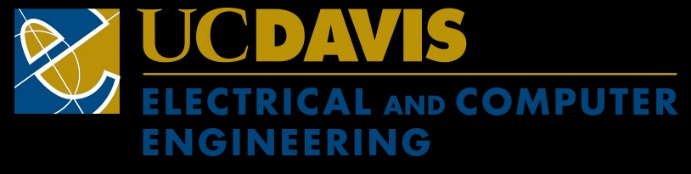 UCDAVIS
ELECTRICAL AND COMPUTER
ENGINEERING